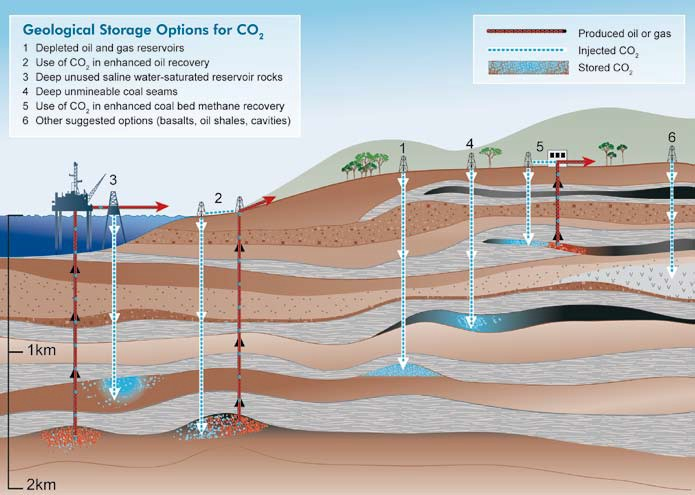 Geological Storage Options for CO2
1 Depleted oil and gas reservoirs
2 Use of CO2 in enhanced oil recovery
3 Deep unused saline water-saturated reservoir rocks
4 Deep unmineable coal seams
5 Use of CO2 in enhanced coal bed methane recovery
6 Other suggested options (basalts, oil shales, cavities)
Produced oil or gas
Injected CO2
Stored CO2
1
4
5
6
3
2
1km
2km